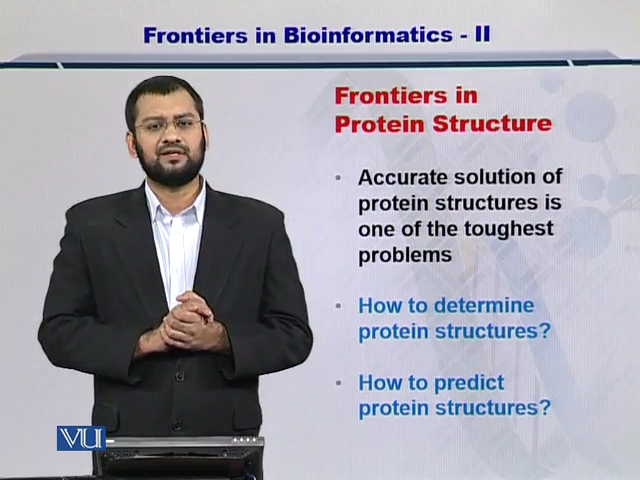 Frontiers in Bioinformatics - II
Frontiers in
Protein Structure
• Accurate solution of
protein structures is
one of the toughest
problems
• How to determine
protein structures?
• How to predict
protein structures?
VU